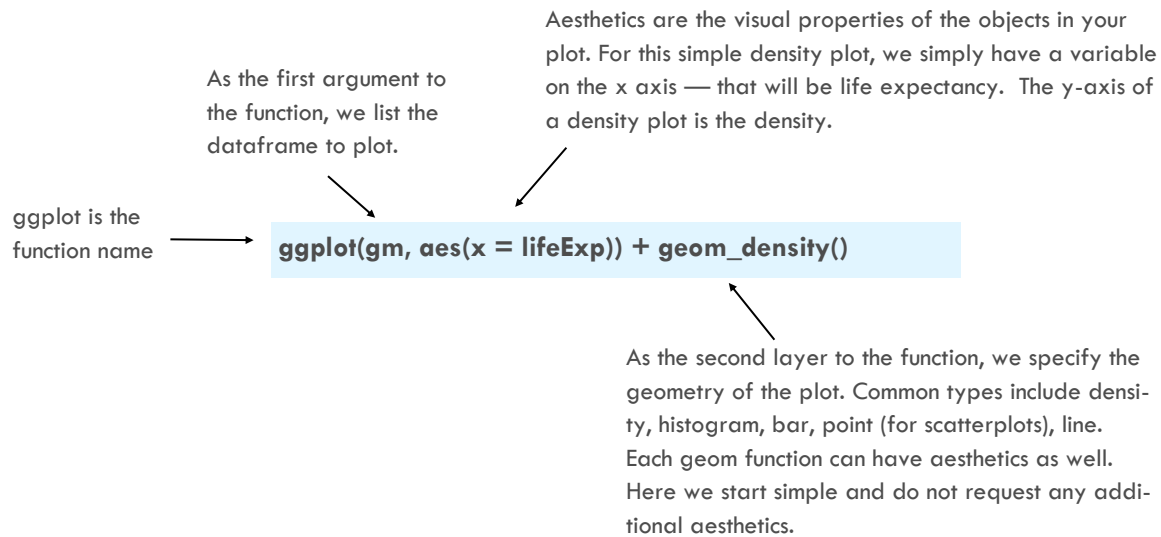 Aesthetics are the visual properties of the objects in your
plot. For this simple density plot, we simply have a variable
on the x axis — that will be life expectancy.  The y-axis of
a density plot is the density.
As the first argument to
the function, we list the
dataframe to plot.
ggplot is the
function name
ggplot(gm, aes(x = lifeExp)) + geom_density()
As the second layer to the function, we specify the
geometry of the plot. Common types include densi-
ty, histogram, bar, point (for scatterplots), line.
Each geom function can have aesthetics as well.
Here we start simple and do not request any addi-
tional aesthetics.